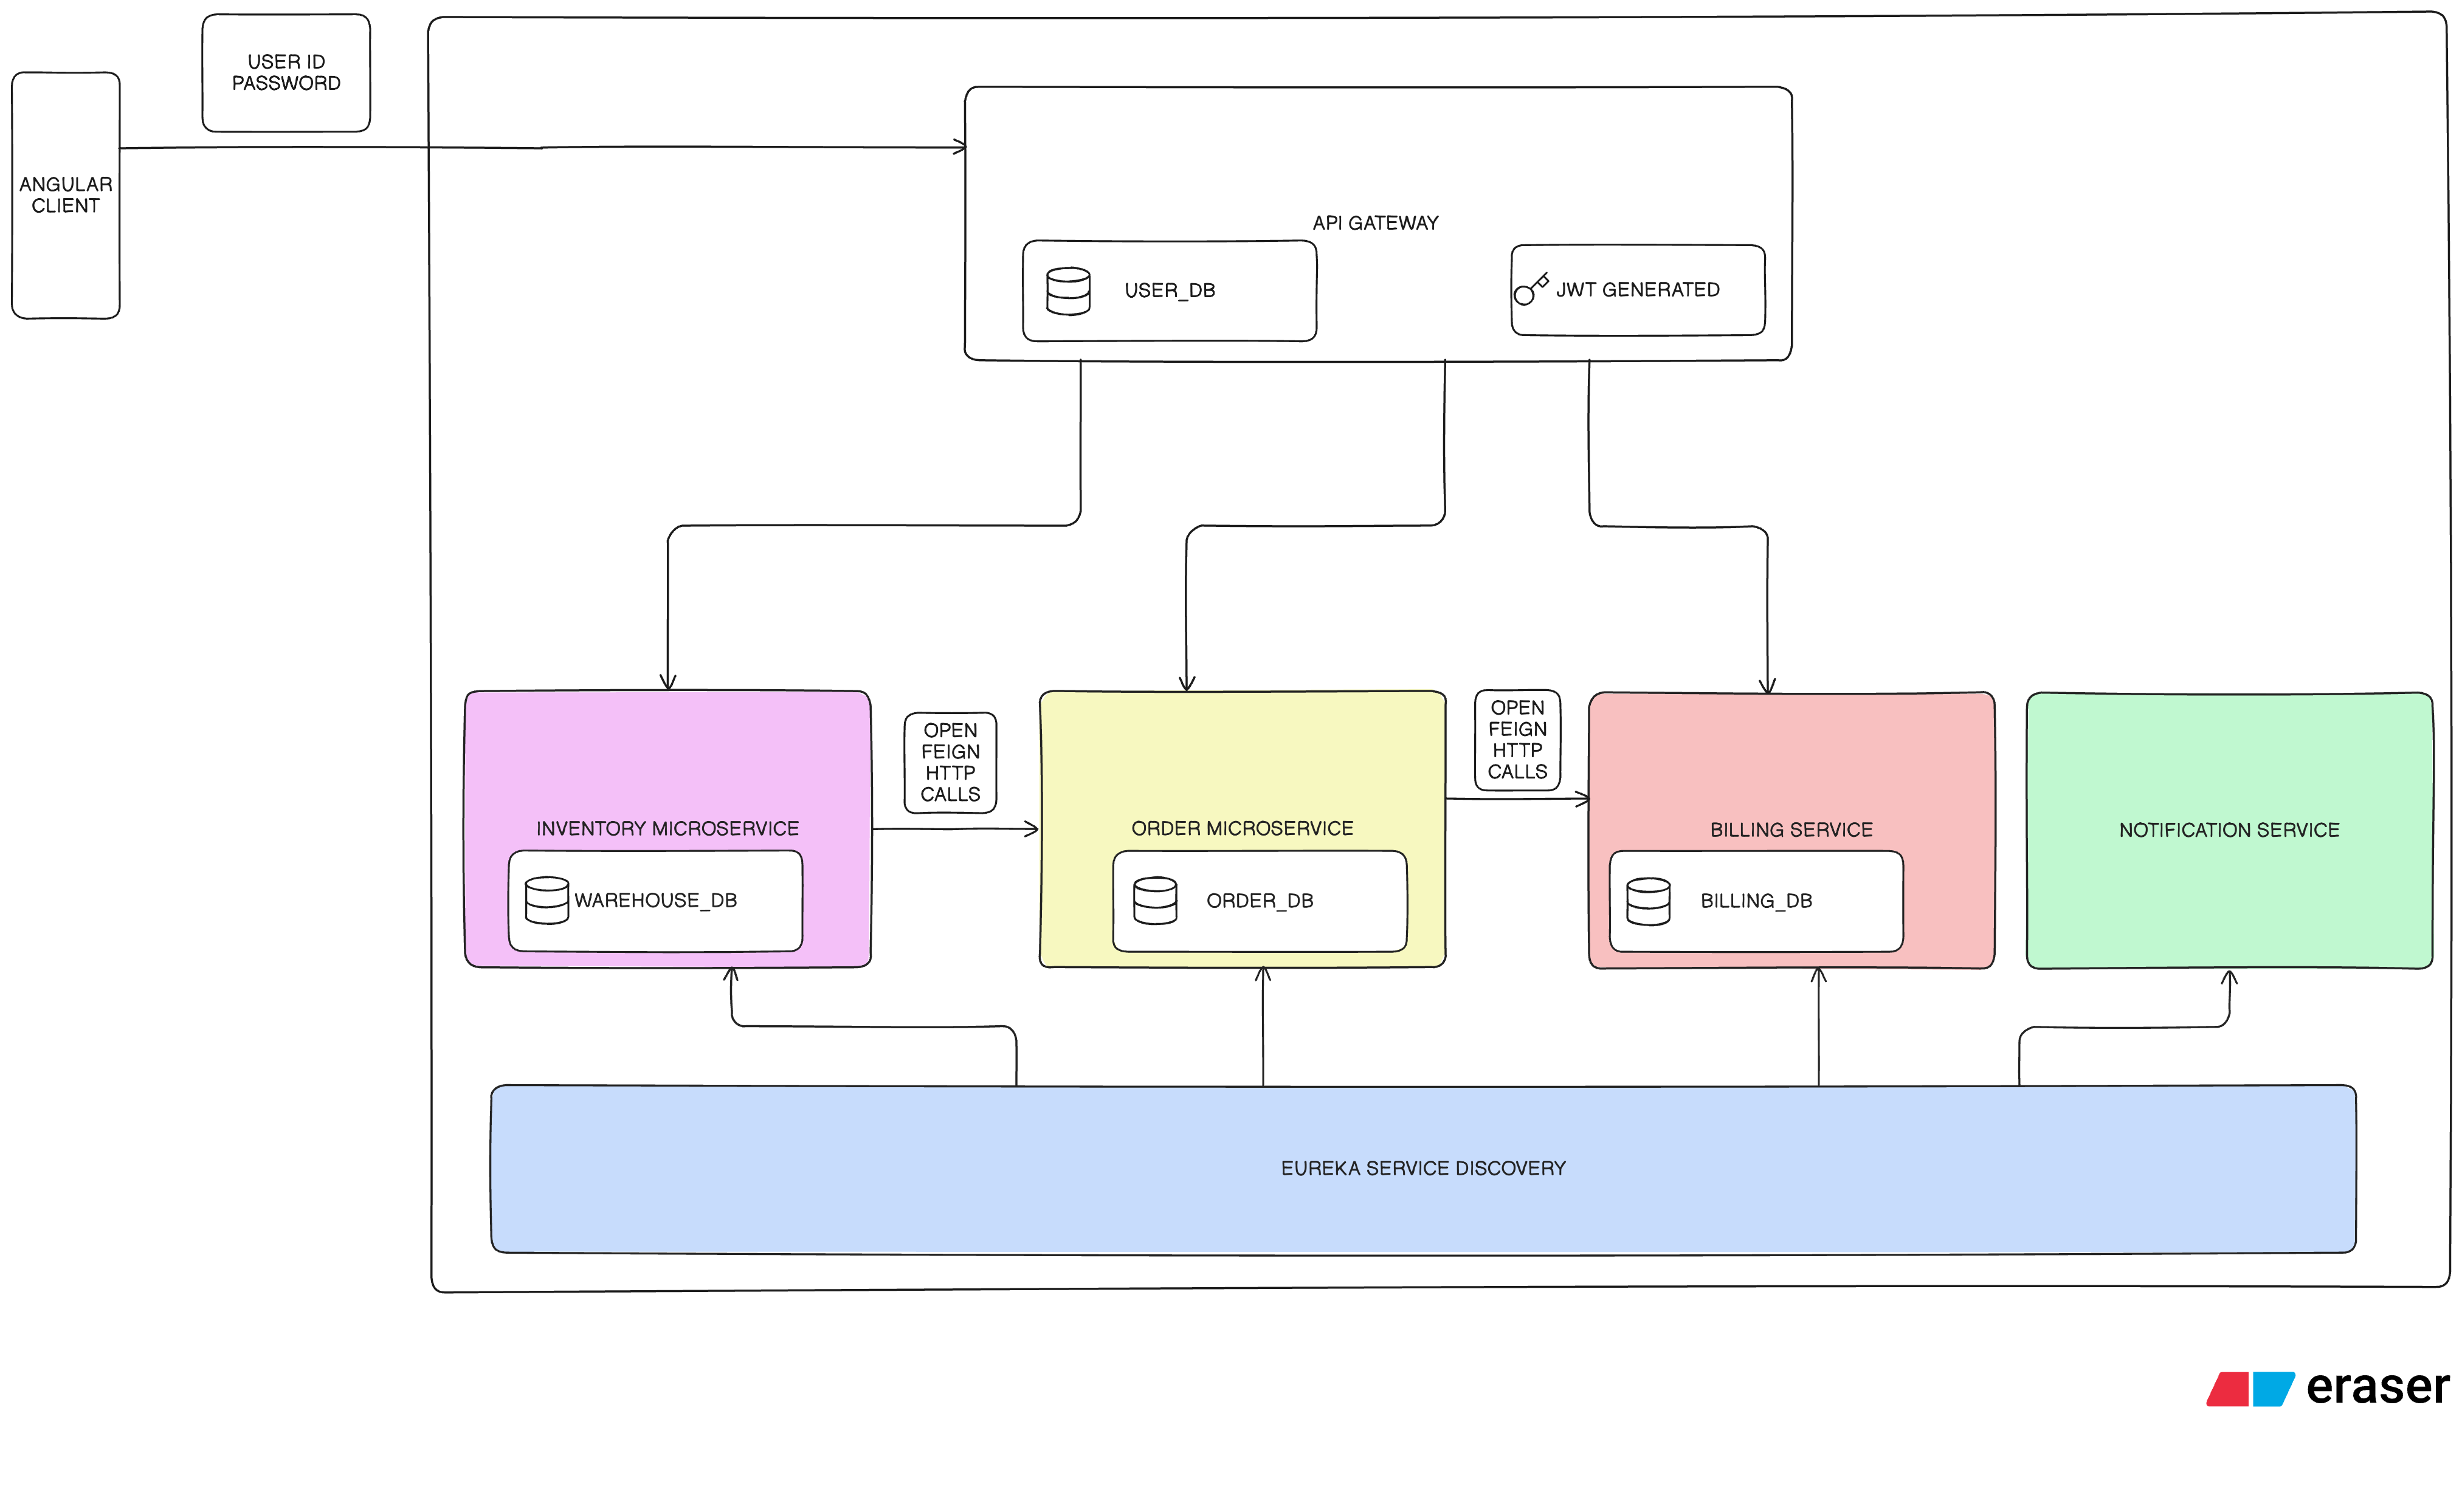 USER ID
PASSWORD
ANGULAR
CLIENT
API GATEWAY
USER_DB
JWT GENERATED
OPEN
FEIGN
HTTP
CALLS
OPEN
FEIGN
HTTP
CALLS
INVENTORY MICROSERVICE
WAREHOUSE_DB
ORDER MICROSERVICE
ORDER_DB
BILLING SERVICE
BILLING_DB
NOTIFICATION SERVICE
EUREKA SERVICE DISCOVERY
eraser